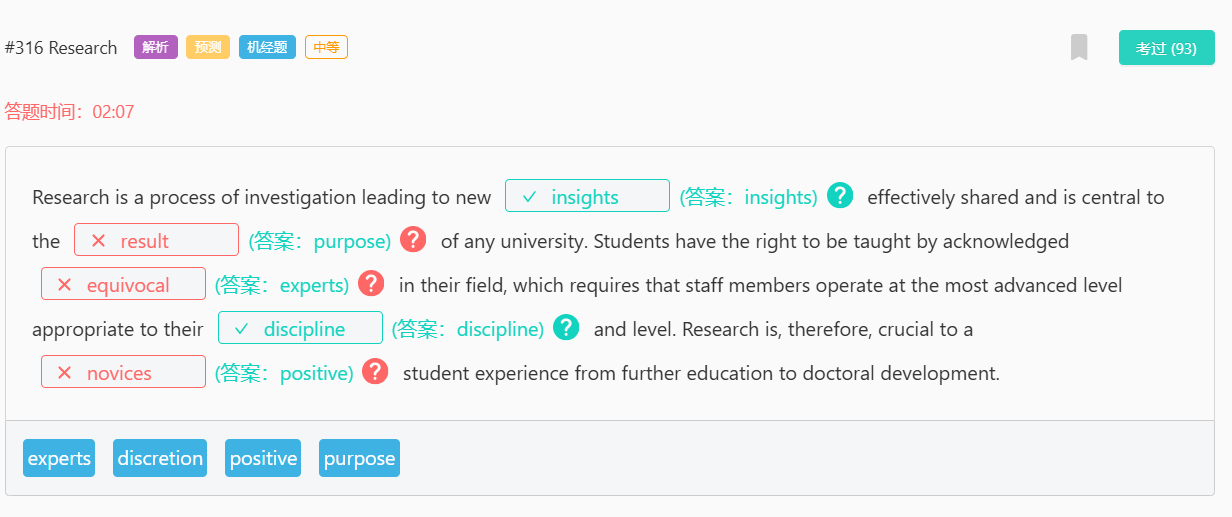 #316 Research 解析 预测 机经题 中等 考过 (93)
答题时间：02:07
Research is a process of investigation leading to new ✓ insights (答案：insights) ? effectively shared and is central to
the ✕ result (答案：purpose) ? of any university. Students have the right to be taught by acknowledged
✕ equivocal (答案：experts) ? in their field, which requires that staff members operate at the most advanced level
appropriate to their ✓ discipline (答案：discipline) ? and level. Research is, therefore, crucial to a
✕ novices (答案：positive) ? student experience from further education to doctoral development.
experts discretion positive purpose